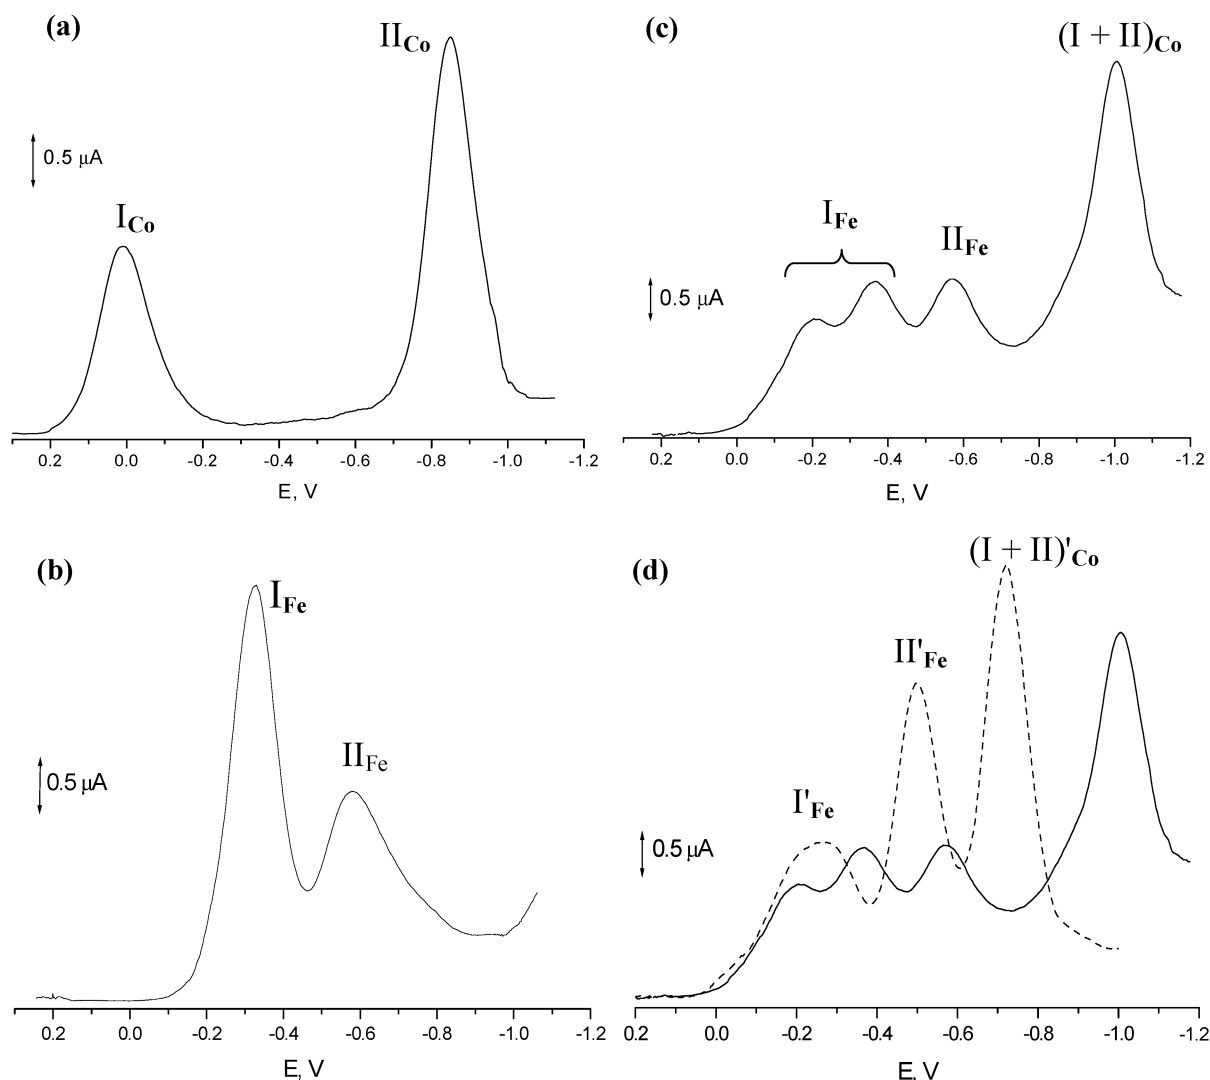 (a)
II_Co
0.5 μA
I_Co
0.2 0.0 -0.2 -0.4 -0.6 -0.8 -1.0 -1.2
E, V
(c)
(I + II)_Co
I_Fe
II_Fe
0.5 μA
0.2 0.0 -0.2 -0.4 -0.6 -0.8 -1.0 -1.2
E, V
(b)
I_Fe
II_Fe
0.5 μA
0.2 0.0 -0.2 -0.4 -0.6 -0.8 -1.0 -1.2
E, V
(d)
(I + II)'_Co
II'_Fe
I'_Fe
0.5 μA
0.2 0.0 -0.2 -0.4 -0.6 -0.8 -1.0 -1.2
E, V